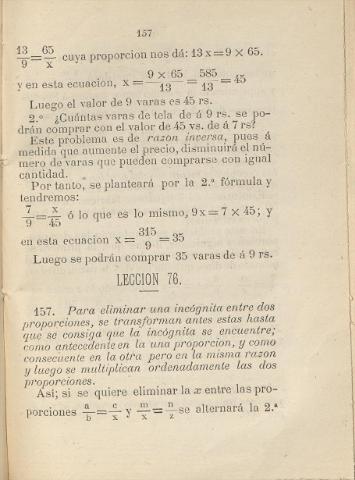 157
13/9 = 65/x cuya proporcion nos dá: 13 x = 9 × 65.
y en esta ecuacion, x = 9 × 65/13 = 585/13 = 45
Luego el valor de 9 varas es 45 rs.
2.º ¿Cuántas varas de tela de á 9 rs. se po-
drán comprar con el valor de 45 vs. de á 7 rs?
Este problema es de razon inversa, pues á
medida que aumente el precio, disminuirá el nú-
mero de varas que pueden comprarse con igual
cantidad.
Por tanto, se planteará por la 2.ª fórmula y
tendremos:
7/9 = x/45 ó lo que es lo mismo, 9x = 7 × 45; y
en esta ecuacion x = 315/9 = 35
Luego se podrán comprar 35 varas de á 9 rs.
LECCION 76.
157. Para eliminar una incógnita entre dos
proporciones, se transforman antes estas hasta
que se consiga que la incógnita se encuentre;
como antecedente en la una proporcion, y como
consecuente en la otra pero en la misma razon
y luego se multiplican ordenadamente las dos
proporciones.
Asi; si se quiere eliminar la x entre las pro-
porciones a/b = c/x y m/x = n/z se alternará la 2.ª